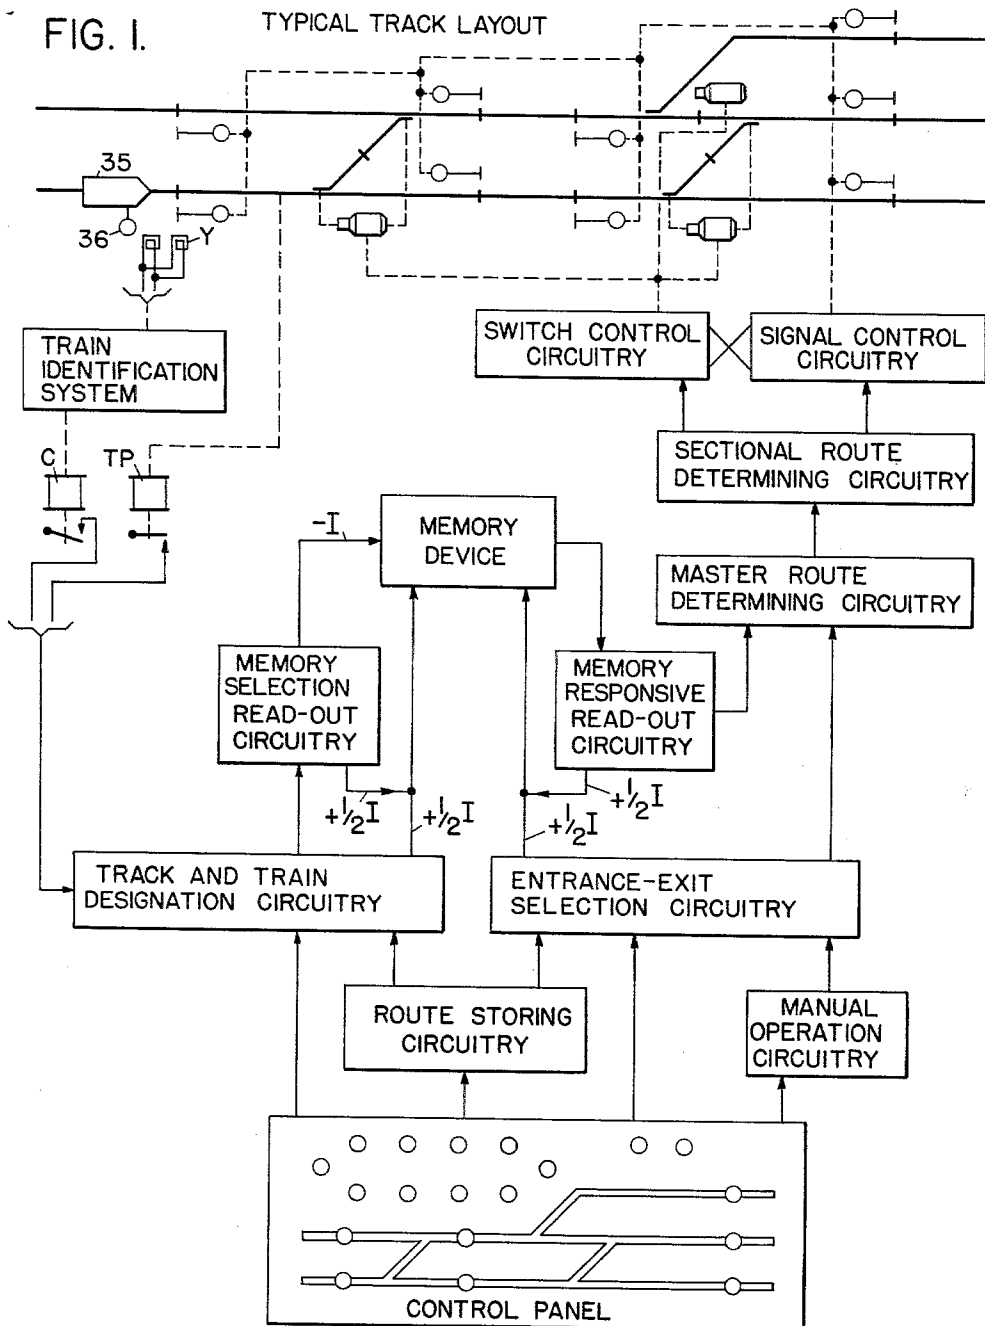 FIG. 1.
TYPICAL TRACK LAYOUT
35
36
Y
TRAIN
IDENTIFICATION
SYSTEM
SWITCH CONTROL
CIRCUITRY
SIGNAL CONTROL
CIRCUITRY
C
TP
SECTIONAL ROUTE
DETERMINING CIRCUITRY
-I
MEMORY
DEVICE
MASTER ROUTE
DETERMINING CIRCUITRY
MEMORY
SELECTION
READ-OUT
CIRCUITRY
MEMORY
RESPONSIVE
READ-OUT
CIRCUITRY
+1/2I
+1/2I
+1/2I
+1/2I
TRACK AND TRAIN
DESIGNATION CIRCUITRY
ENTRANCE-EXIT
SELECTION CIRCUITRY
ROUTE STORING
CIRCUITRY
MANUAL
OPERATION
CIRCUITRY
CONTROL PANEL